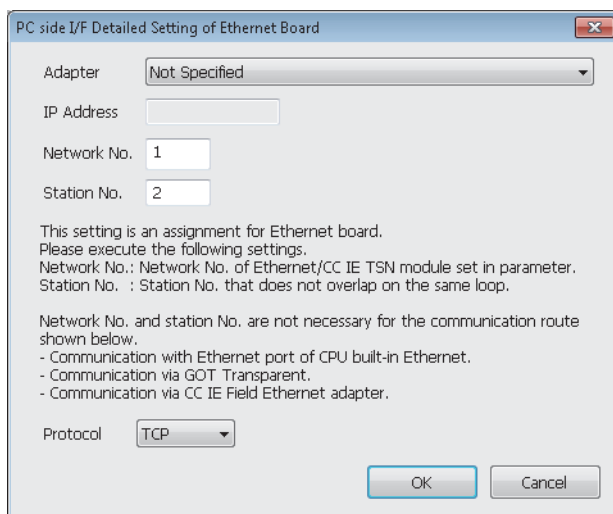 PC side I/F Detailed Setting of Ethernet Board
Adapter Not Specified
IP Address
Network No. 1
Station No. 2
This setting is an assignment for Ethernet board.
Please execute the following settings.
Network No.: Network No. of Ethernet/CC IE TSN module set in parameter.
Station No. : Station No. that does not overlap on the same loop.
Network No. and station No. are not necessary for the communication route
shown below.
- Communication with Ethernet port of CPU built-in Ethernet.
- Communication via GOT Transparent.
- Communication via CC IE Field Ethernet adapter.
Protocol TCP
OK Cancel